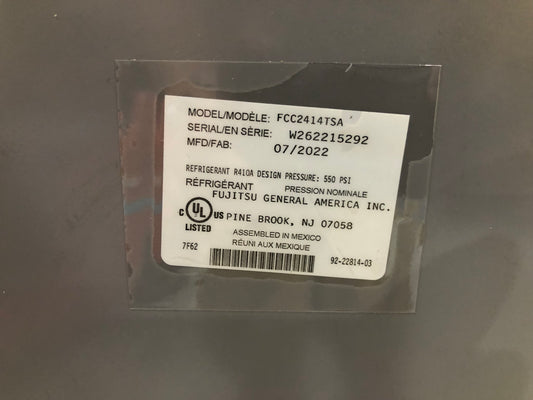 MODEL/MODÈLE: FCC2414TSA
SERIAL/EN SÉRIE: W262215292
MFD/FAB: 07/2022
REFRIGERANT R410A DESIGN PRESSURE: 550 PSI
RÉFRIGÉRANT PRESSION NOMINALE
FUJITSU GENERAL AMERICA INC.
C UL US PINE BROOK, NJ 07058
LISTED
ASSEMBLED IN MEXICO
7F62 RÉUNI AUX MEXIQUE
92-22814-03